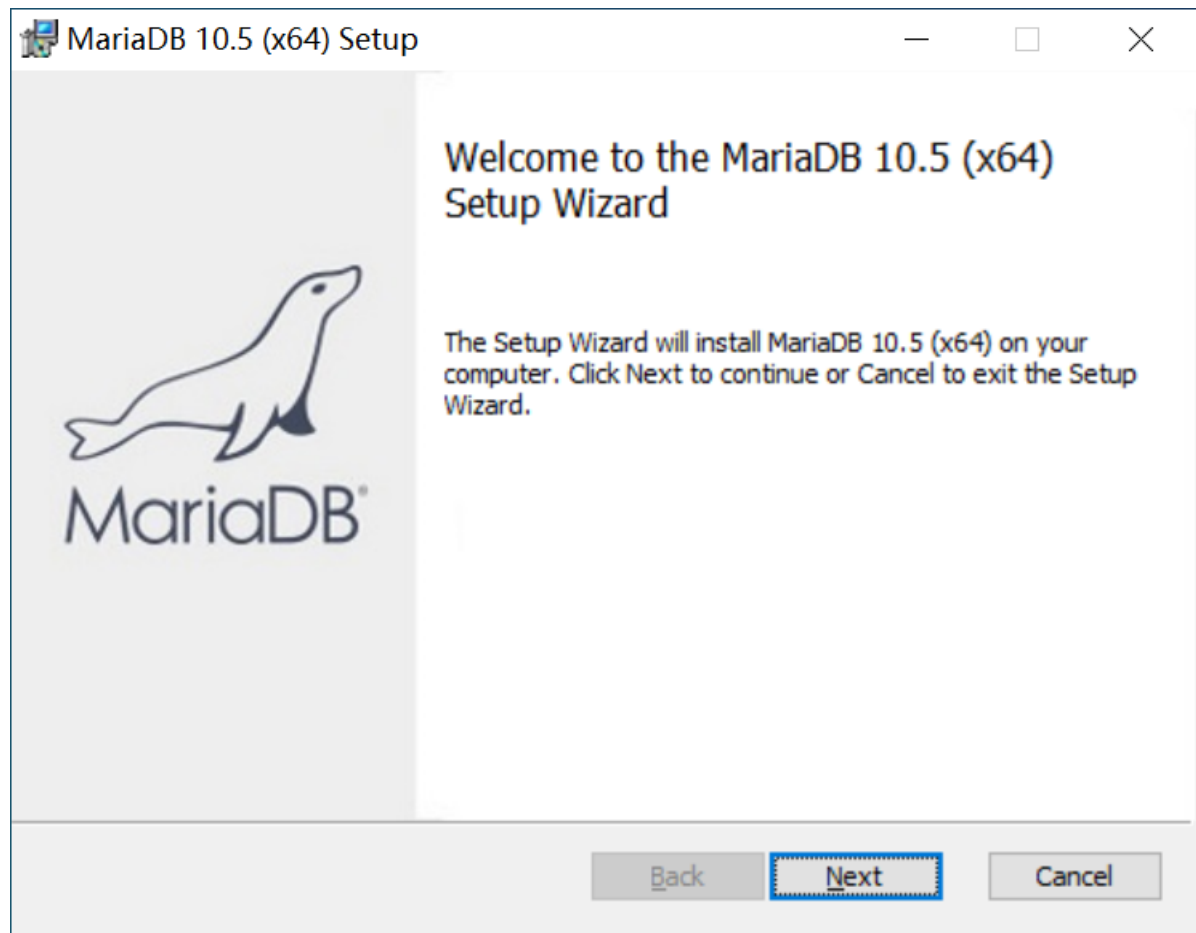 MariaDB 10.5 (x64) Setup
Welcome to the MariaDB 10.5 (x64)
Setup Wizard
The Setup Wizard will install MariaDB 10.5 (x64) on your
computer. Click Next to continue or Cancel to exit the Setup
Wizard.
MariaDB®
Back Next Cancel